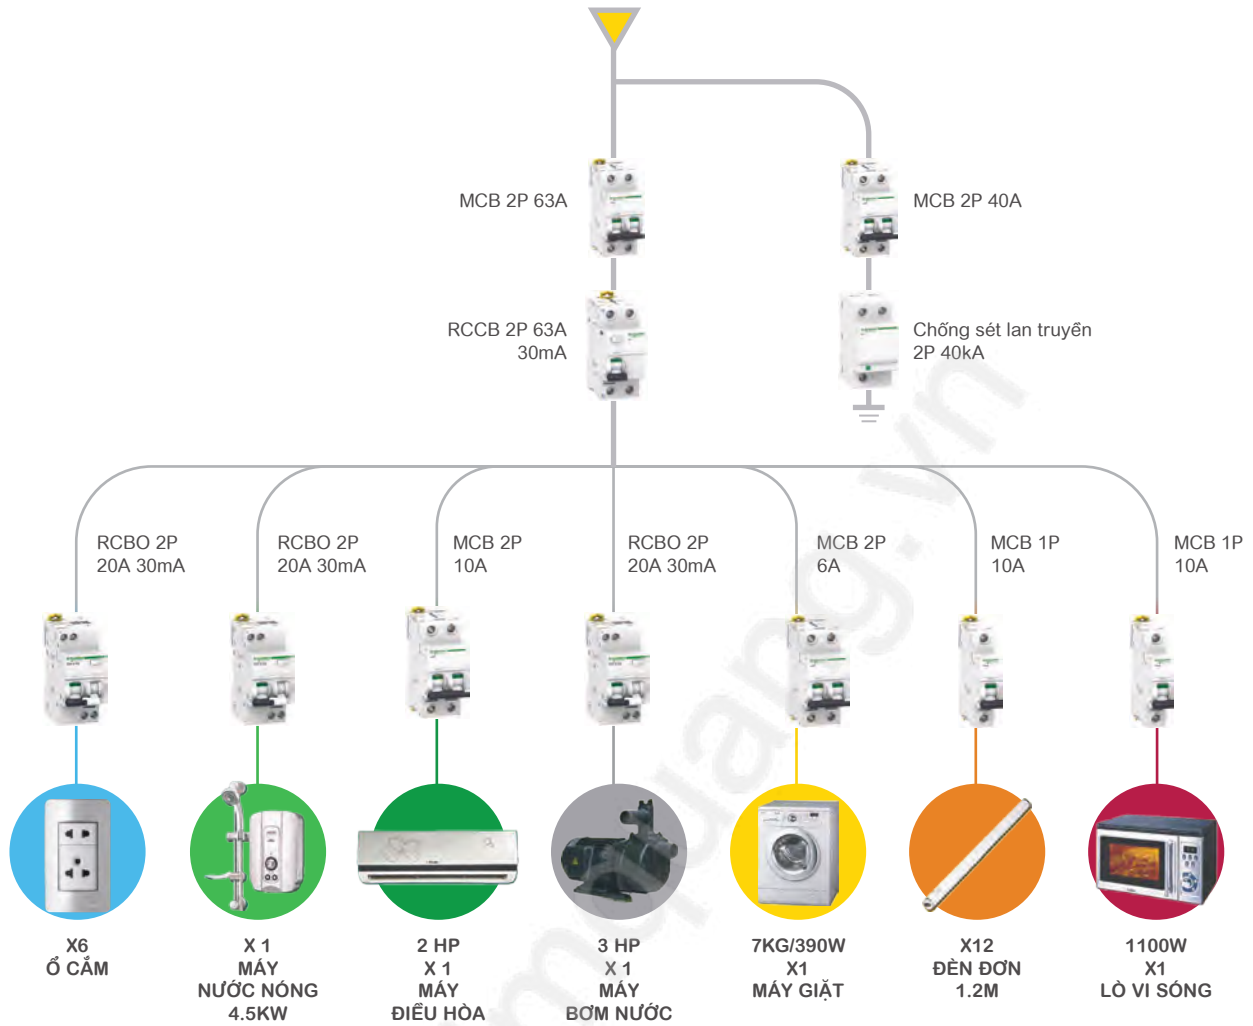 MCB 2P 63A
MCB 2P 40A
RCCB 2P 63A
30mA
Chống sét lan truyền
2P 40kA
RCBO 2P
20A 30mA
RCBO 2P
20A 30mA
MCB 2P
10A
RCBO 2P
20A 30mA
MCB 2P
6A
MCB 1P
10A
MCB 1P
10A
X6
Ổ CẮM
X 1
MÁY
NƯỚC NÓNG
4.5KW
2 HP
X 1
MÁY
ĐIỀU HÒA
3 HP
X 1
MÁY
BƠM NƯỚC
7KG/390W
X1
MÁY GIẶT
X12
ĐÈN ĐƠN
1.2M
1100W
X1
LÒ VI SÓNG